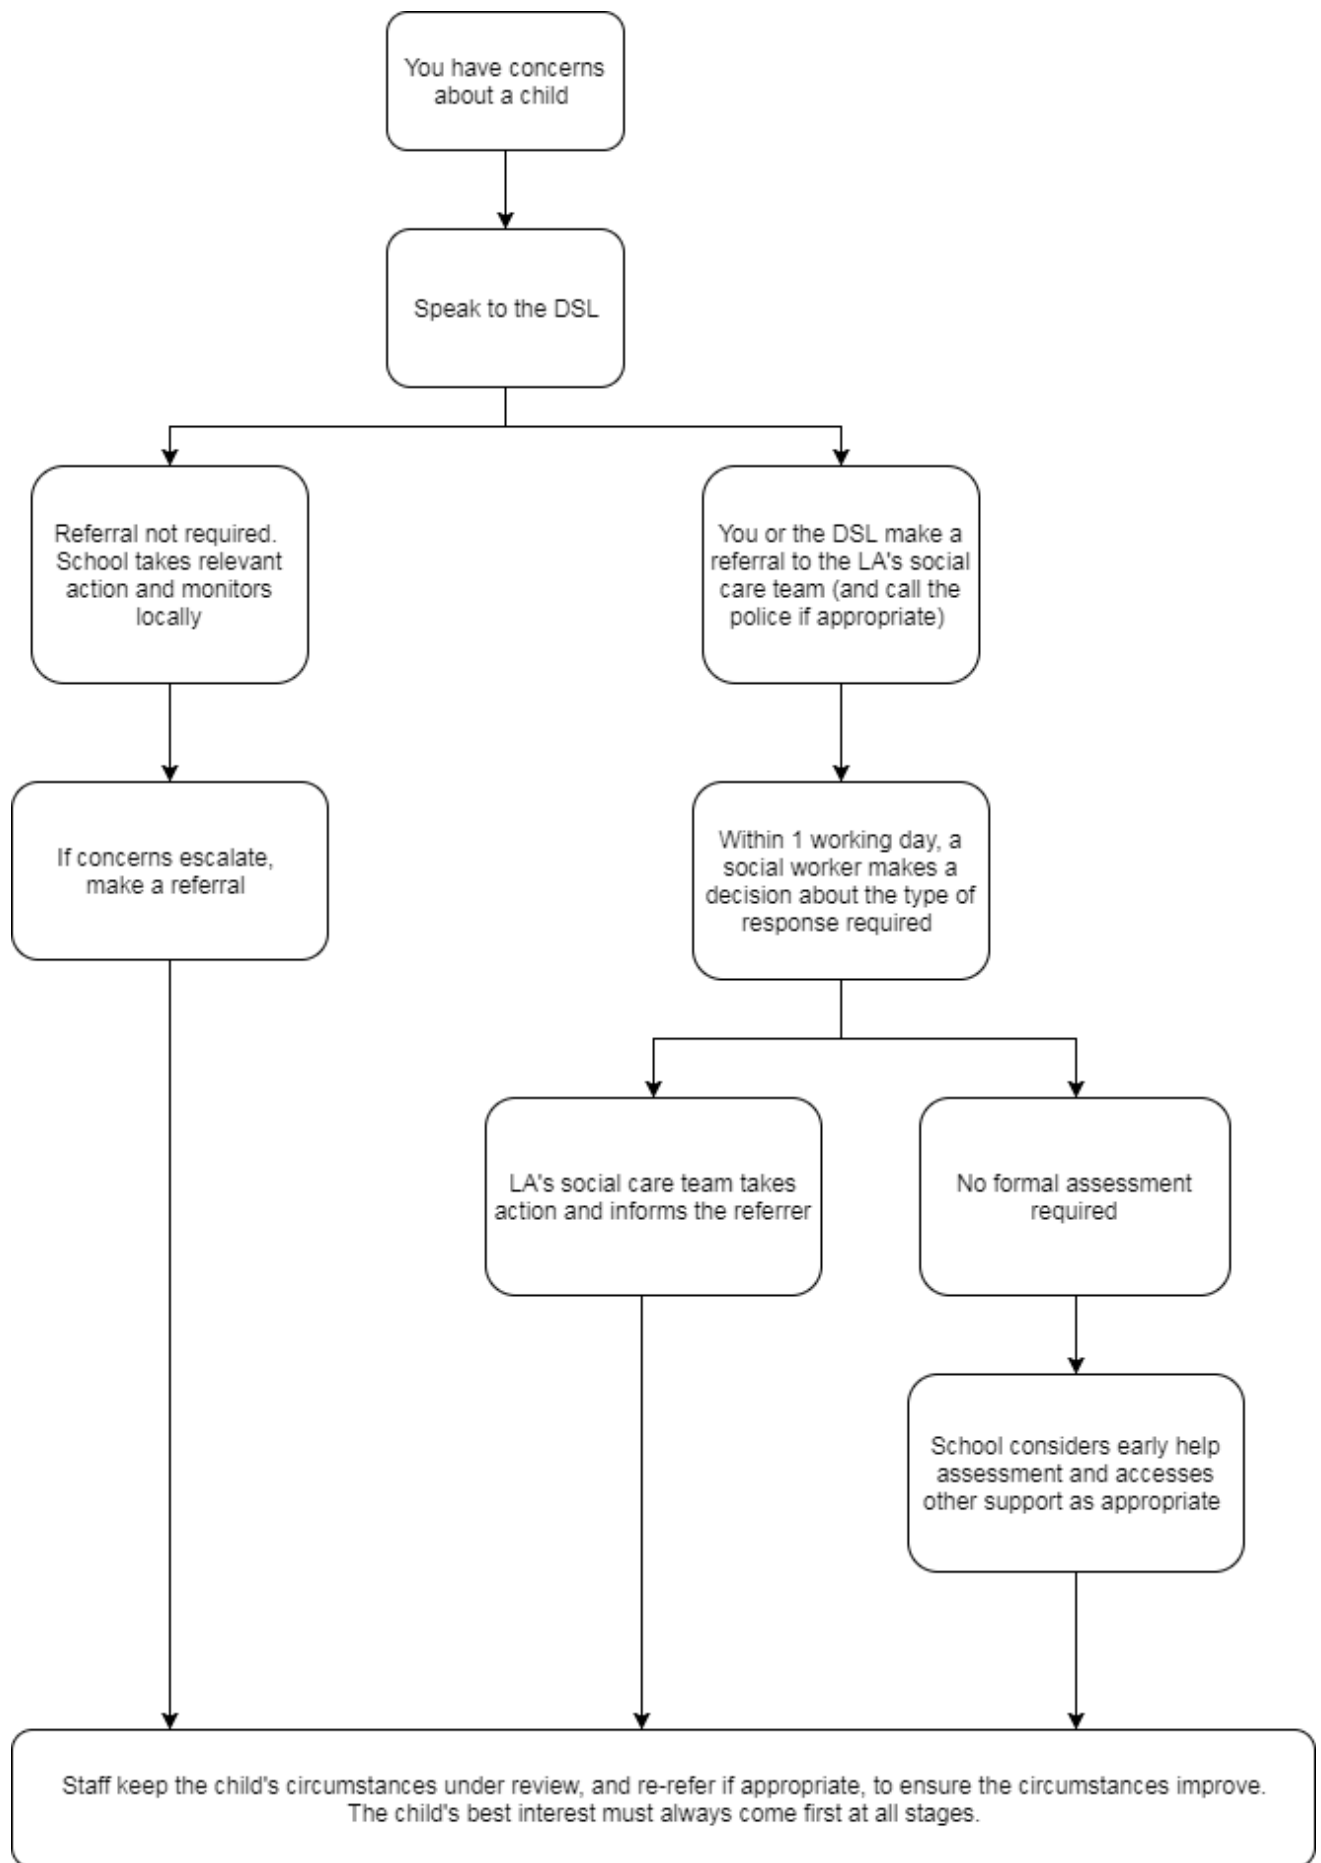 You have concerns
about a child
Speak to the DSL
Referral not required.
School takes relevant
action and monitors
locally
You or the DSL make a
referral to the LA's social
care team (and call the
police if appropriate)
If concerns escalate,
make a referral
Within 1 working day, a
social worker makes a
decision about the type of
response required
LA's social care team takes
action and informs the referrer
No formal assessment
required
School considers early help
assessment and accesses
other support as appropriate
Staff keep the child's circumstances under review, and re-refer if appropriate, to ensure the circumstances improve.
The child's best interest must always come first at all stages.